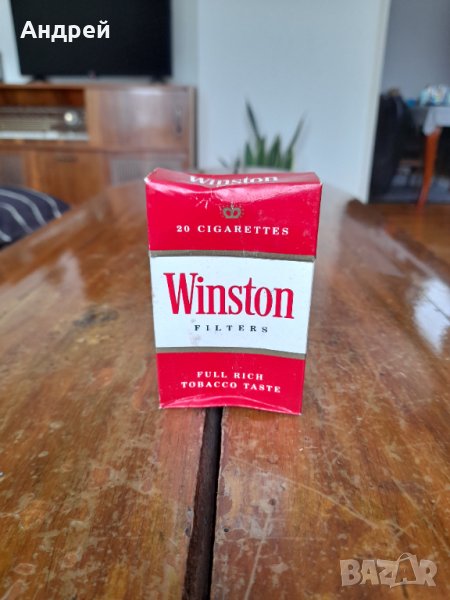 Андрей
Winston
20 CIGARETTES
Winston
FILTERS
FULL RICH
TOBACCO TASTE
BAZAR